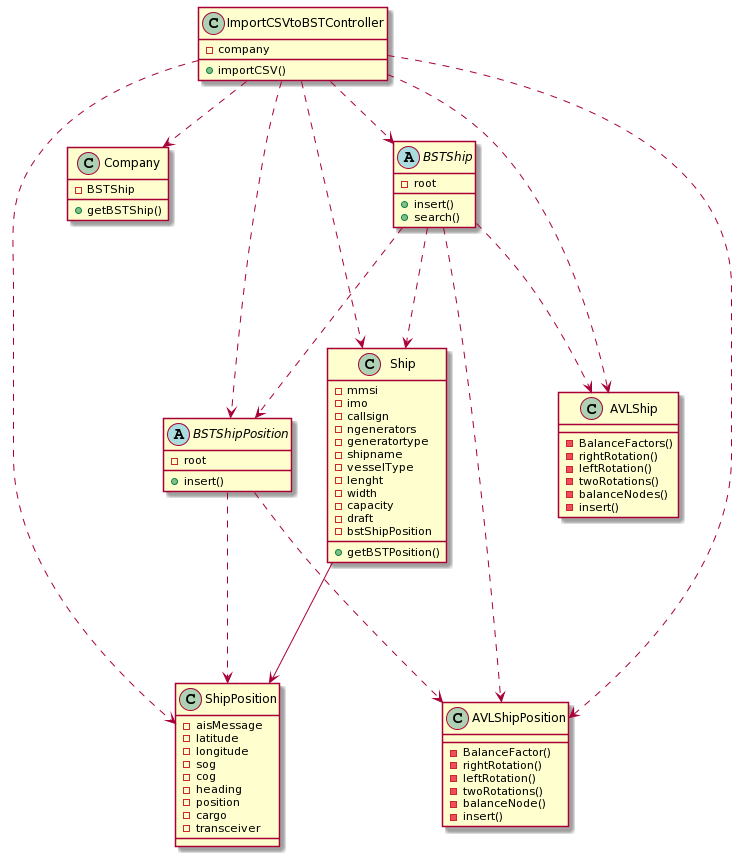 C ImportCSVtoBSTController
company
importCSV()
C Company
BSTShip
getBSTShip()
A BSTShip
root
insert()
search()
C Ship
mmsi
imo
callsign
ngenerators
generatortype
shipname
vesselType
lenght
width
capacity
draft
bstShipPosition
getBSTPosition()
C AVLShip
BalanceFactors()
rightRotation()
leftRotation()
twoRotations()
balanceNodes()
insert()
A BSTShipPosition
root
insert()
C ShipPosition
aisMessage
latitude
longitude
sog
cog
heading
position
cargo
transceiver
C AVLShipPosition
BalanceFactor()
rightRotation()
leftRotation()
twoRotations()
balanceNode()
insert()